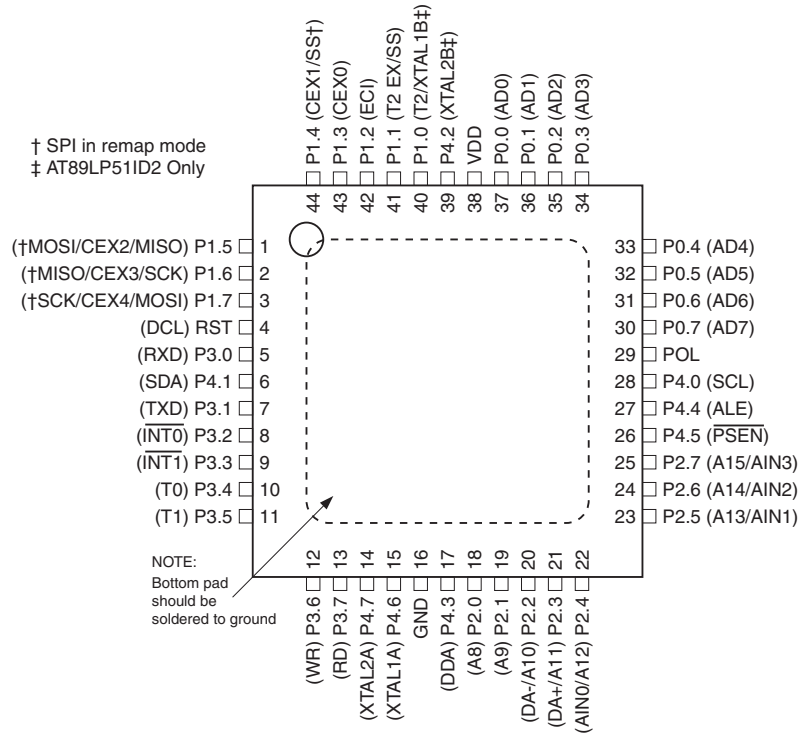 † SPI in remap mode
‡ AT89LP51ID2 Only
P1.4 (CEX1/SS†)
P1.3 (CEX0)
P1.2 (ECI)
P1.1 (T2 EX/SS)
P1.0 (T2/XTAL1B‡)
P4.2 (XTAL2B‡)
VDD
P0.0 (AD0)
P0.1 (AD1)
P0.2 (AD2)
P0.3 (AD3)
44
43
42
41
40
39
38
37
36
35
34
(†MOSI/CEX2/MISO) P1.5 1
(†MISO/CEX3/SCK) P1.6 2
(†SCK/CEX4/MOSI) P1.7 3
(DCL) RST 4
(RXD) P3.0 5
(SDA) P4.1 6
(TXD) P3.1 7
(INT0) P3.2 8
(INT1) P3.3 9
(T0) P3.4 10
(T1) P3.5 11
33 P0.4 (AD4)
32 P0.5 (AD5)
31 P0.6 (AD6)
30 P0.7 (AD7)
29 POL
28 P4.0 (SCL)
27 P4.4 (ALE)
26 P4.5 (PSEN)
25 P2.7 (A15/AIN3)
24 P2.6 (A14/AIN2)
23 P2.5 (A13/AIN1)
NOTE:
Bottom pad
should be
soldered to ground
12
13
14
15
16
17
18
19
20
21
22
(WR) P3.6
(RD) P3.7
(XTAL2A) P4.7
(XTAL1A) P4.6
GND
(DDA) P4.3
(A8) P2.0
(A9) P2.1
(DA-/A10) P2.2
(DA+/A11) P2.3
(AIN0/A12) P2.4